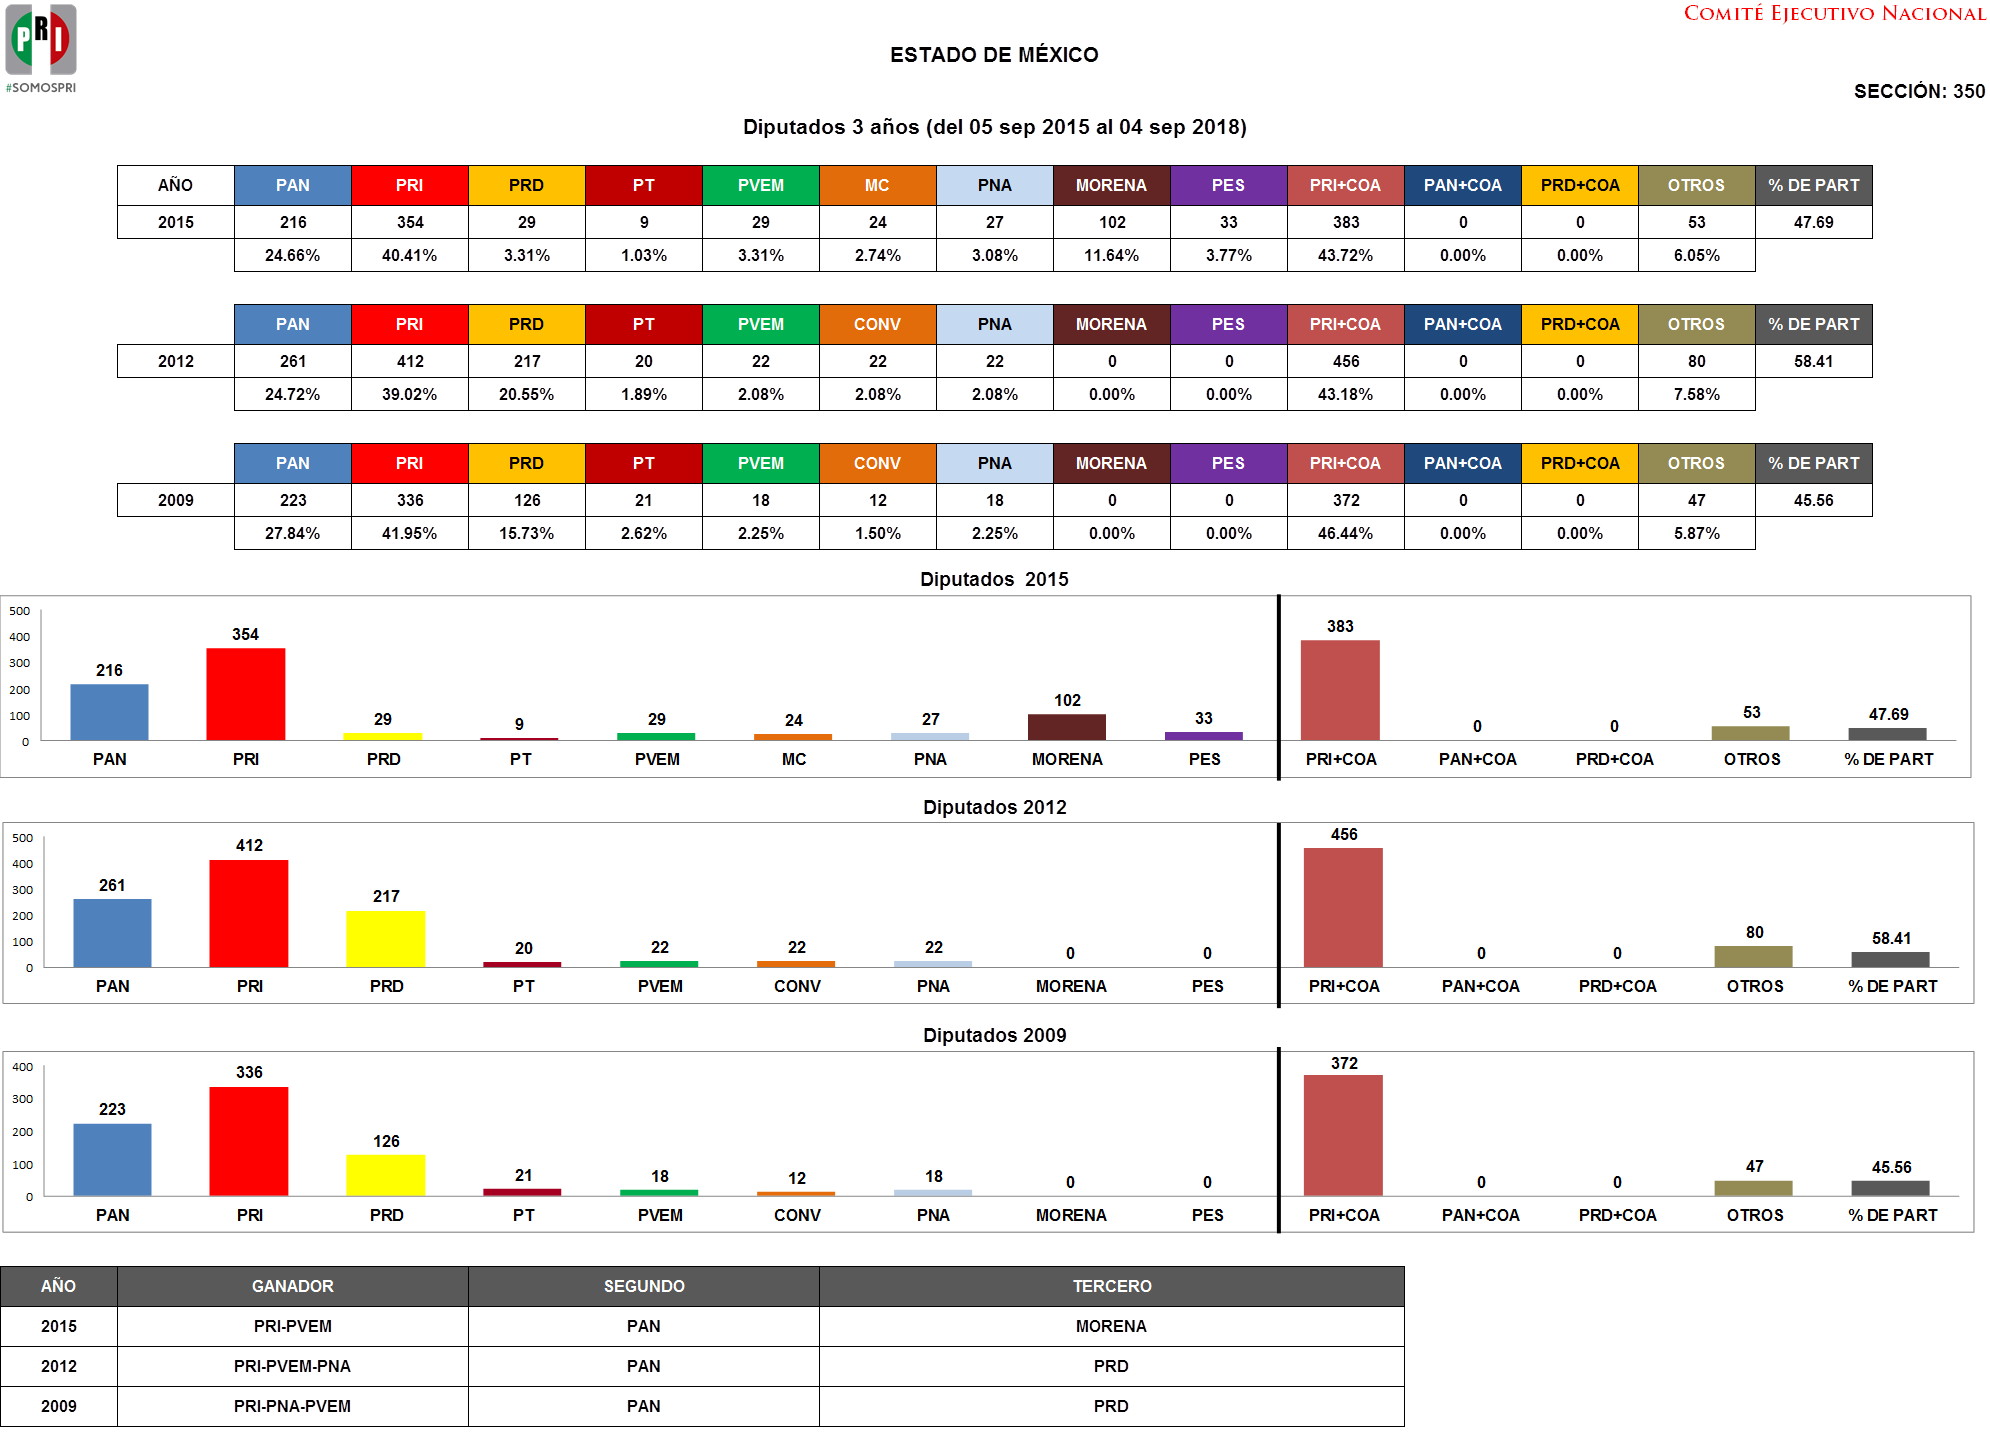 PRI
#SOMOSPRI
COMITÉ EJECUTIVO NACIONAL
ESTADO DE MÉXICO
SECCIÓN: 350
Diputados 3 años (del 05 sep 2015 al 04 sep 2018)
AÑO PAN PRI PRD PT PVEM MC PNA MORENA PES PRI+COA PAN+COA PRD+COA OTROS % DE PART
2015 216 354 29 9 29 24 27 102 33 383 0 0 53 47.69
24.66% 40.41% 3.31% 1.03% 3.31% 2.74% 3.08% 11.64% 3.77% 43.72% 0.00% 0.00% 6.05%
PAN PRI PRD PT PVEM CONV PNA MORENA PES PRI+COA PAN+COA PRD+COA OTROS % DE PART
2012 261 412 217 20 22 22 22 0 0 456 0 0 80 58.41
24.72% 39.02% 20.55% 1.89% 2.08% 2.08% 2.08% 0.00% 0.00% 43.18% 0.00% 0.00% 7.58%
PAN PRI PRD PT PVEM CONV PNA MORENA PES PRI+COA PAN+COA PRD+COA OTROS % DE PART
2009 223 336 126 21 18 12 18 0 0 372 0 0 47 45.56
27.84% 41.95% 15.73% 2.62% 2.25% 1.50% 2.25% 0.00% 0.00% 46.44% 0.00% 0.00% 5.87%
Diputados 2015
500
400
300
200
100
0
216 354 29 9 29 24 27 102 33 383 0 0 53 47.69
PAN PRI PRD PT PVEM MC PNA MORENA PES PRI+COA PAN+COA PRD+COA OTROS % DE PART
Diputados 2012
500
400
300
200
100
0
261 412 217 20 22 22 22 0 0 456 0 0 80 58.41
PAN PRI PRD PT PVEM CONV PNA MORENA PES PRI+COA PAN+COA PRD+COA OTROS % DE PART
Diputados 2009
400
300
200
100
0
223 336 126 21 18 12 18 0 0 372 0 0 47 45.56
PAN PRI PRD PT PVEM CONV PNA MORENA PES PRI+COA PAN+COA PRD+COA OTROS % DE PART
AÑO GANADOR SEGUNDO TERCERO
2015 PRI-PVEM PAN MORENA
2012 PRI-PVEM-PNA PAN PRD
2009 PRI-PNA-PVEM PAN PRD